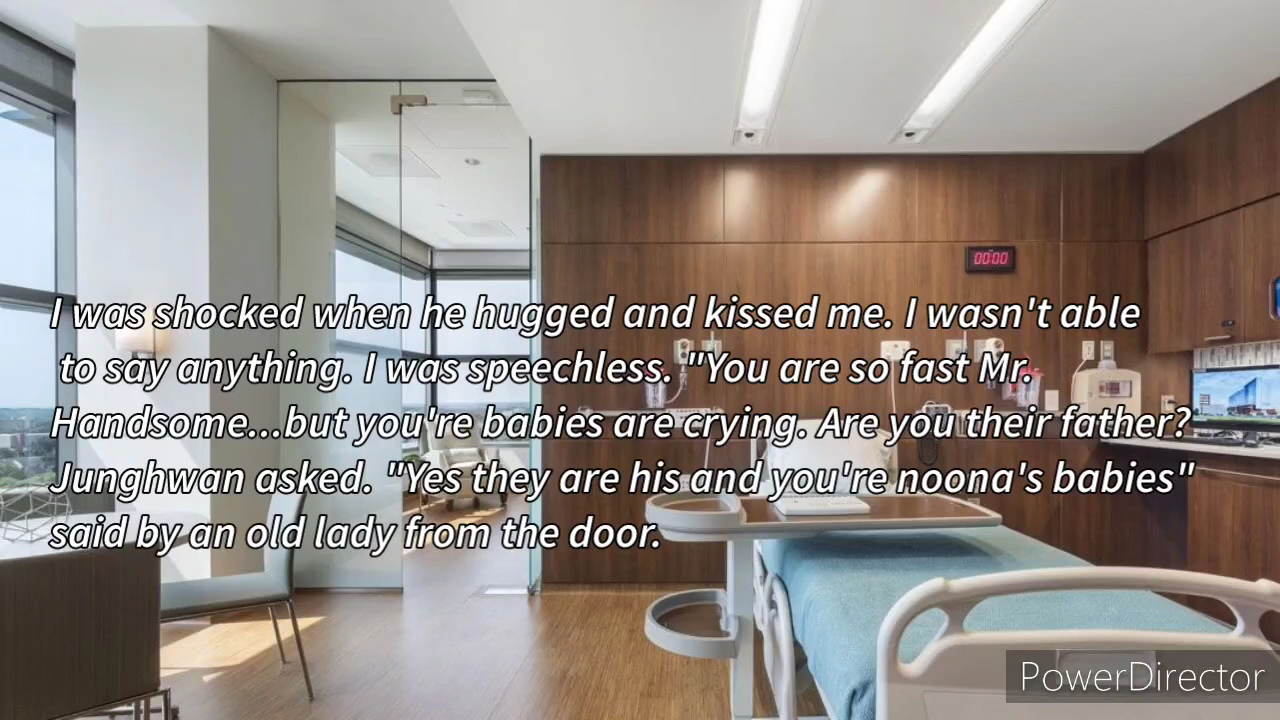 00:00
I was shocked when he hugged and kissed me. I wasn't able
to say anything. I was speechless. "You are so fast Mr.
Handsome...but you're babies are crying. Are you their father?
Junghwan asked. "Yes they are his and you're noona's babies"
said by an old lady from the door.
PowerDirector